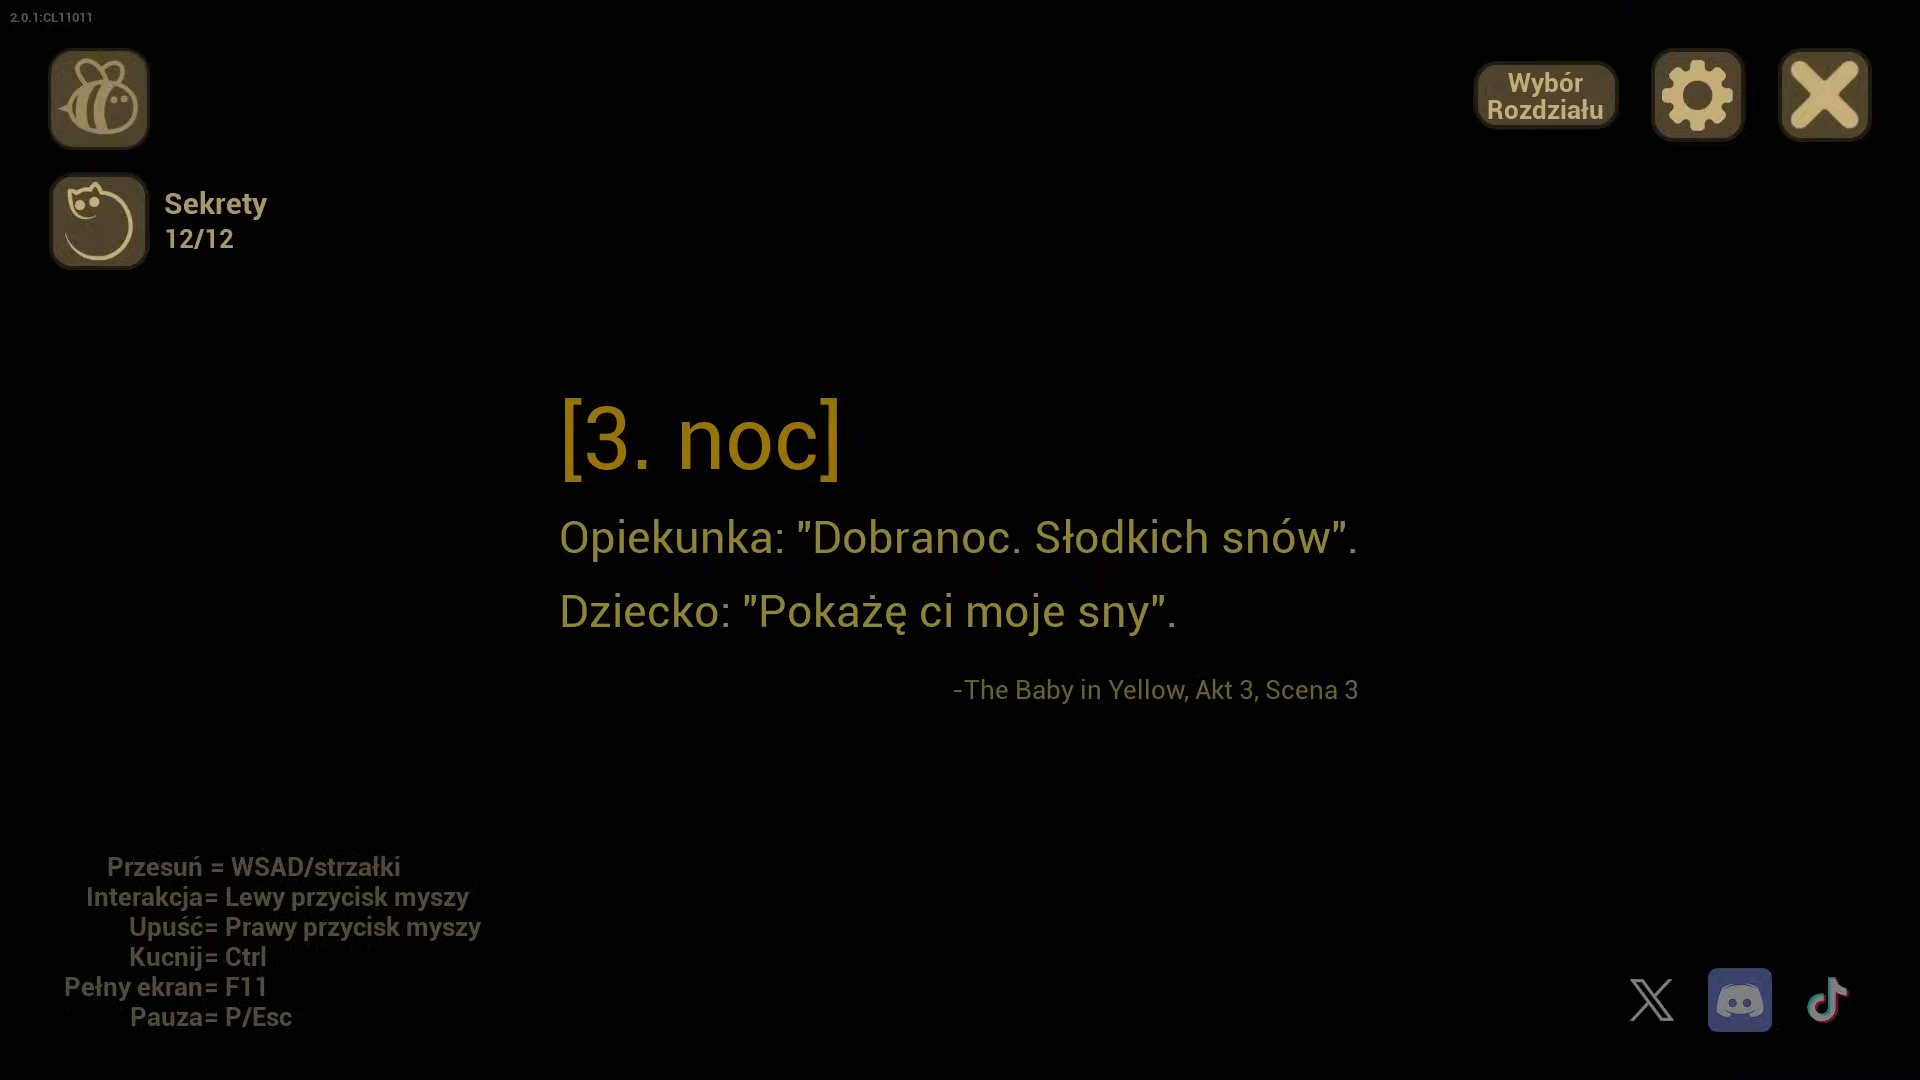 2.0.1:CL11011
Wybór
Rozdziału
Sekrety
12/12
[3. noc]
Opiekunka: "Dobranoc. Słodkich snów".
Dziecko: "Pokażę ci moje sny".
-The Baby in Yellow, Akt 3, Scena 3
Przesuń = WSAD/strzałki
Interakcja= Lewy przycisk myszy
Upuść= Prawy przycisk myszy
Kucnij= Ctrl
Pełny ekran= F11
Pauza= P/Esc